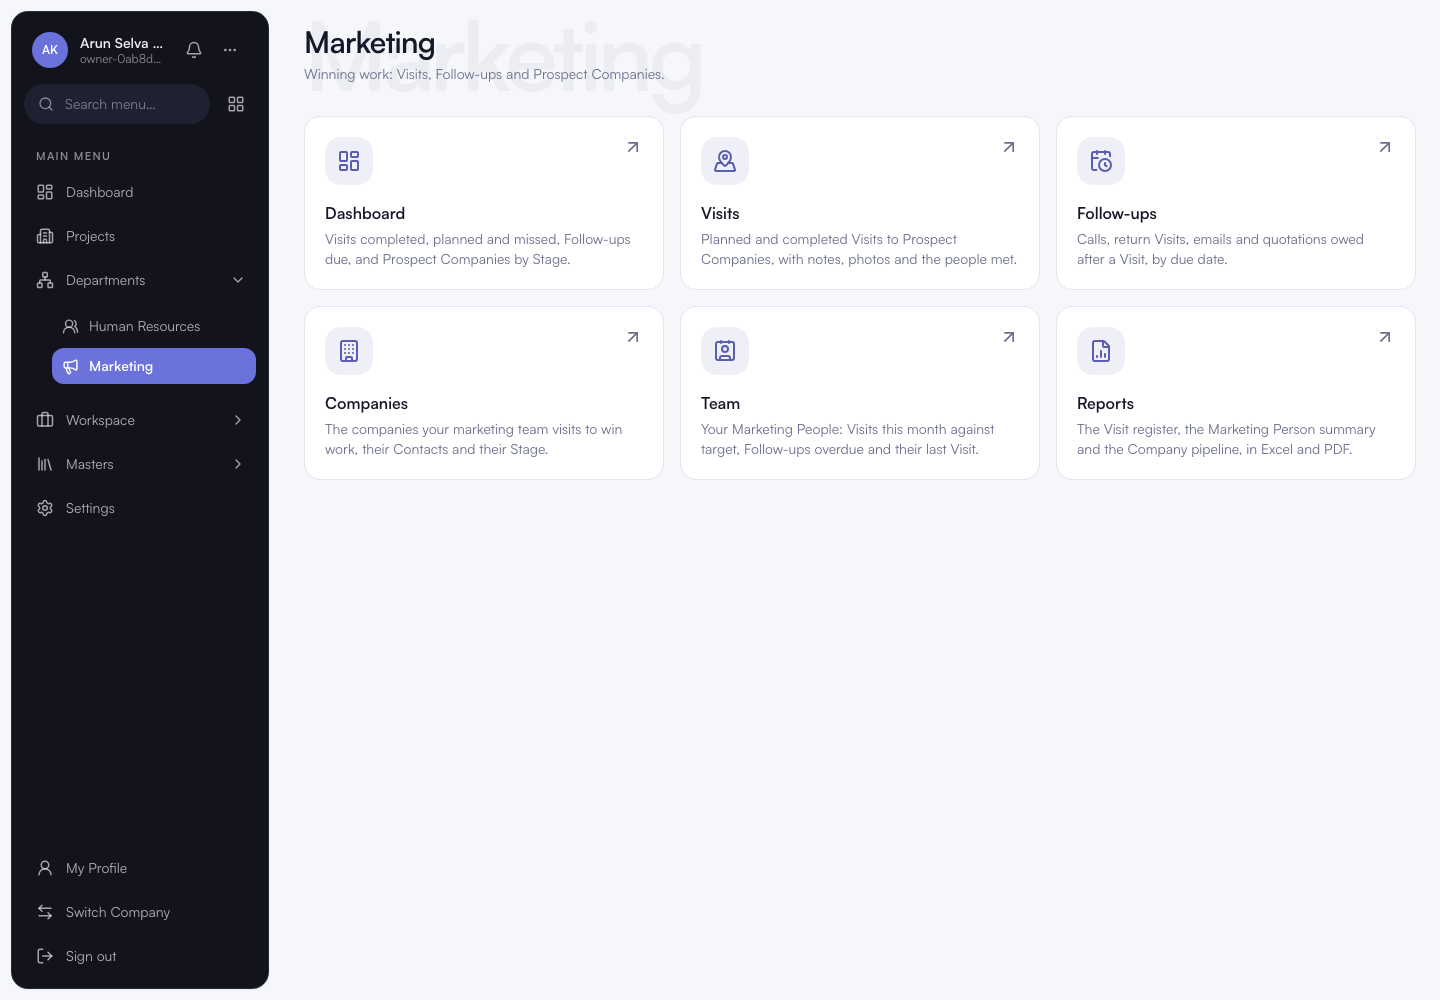 AK
Arun Selva ...
owner-0ab8d...
Search menu...
MAIN MENU
Dashboard
Projects
Departments
Human Resources
Marketing
Workspace
Masters
Settings
My Profile
Switch Company
Sign out
Marketing
Marketing
Winning work: Visits, Follow-ups and Prospect Companies.
Dashboard
Visits completed, planned and missed, Follow-ups
due, and Prospect Companies by Stage.
Visits
Planned and completed Visits to Prospect
Companies, with notes, photos and the people met.
Follow-ups
Calls, return Visits, emails and quotations owed
after a Visit, by due date.
Companies
The companies your marketing team visits to win
work, their Contacts and their Stage.
Team
Your Marketing People: Visits this month against
target, Follow-ups overdue and their last Visit.
Reports
The Visit register, the Marketing Person summary
and the Company pipeline, in Excel and PDF.